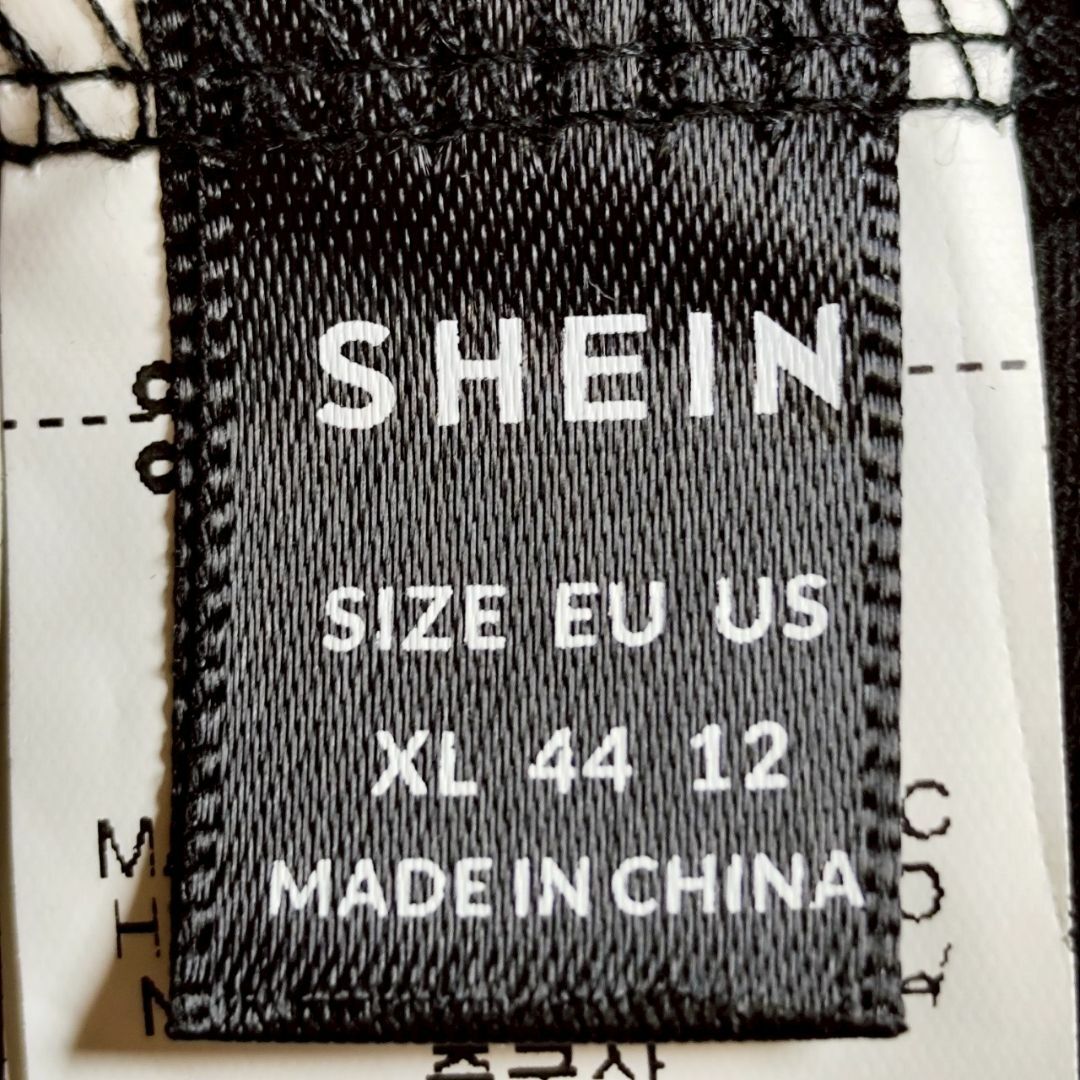 SHEIN
SIZE EU US
XL 44 12
MADE IN CHINA